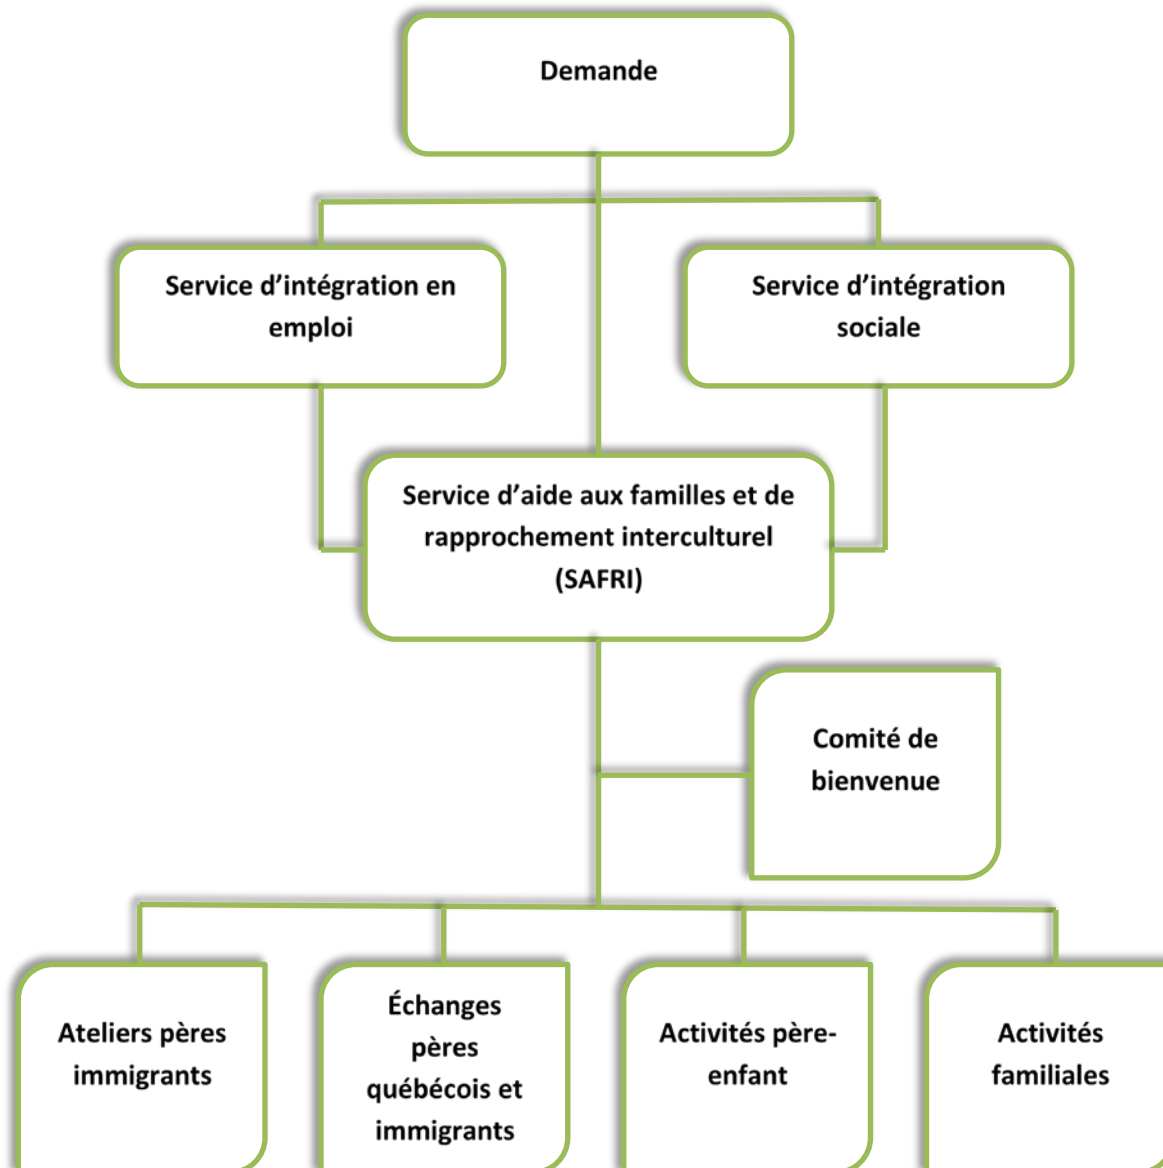 Demande
Service d'intégration en
emploi
Service d'intégration
sociale
Service d'aide aux familles et de
rapprochement interculturel
(SAFRI)
Comité de
bienvenue
Ateliers pères
immigrants
Échanges
pères
québécois et
immigrants
Activités père-
enfant
Activités
familiales